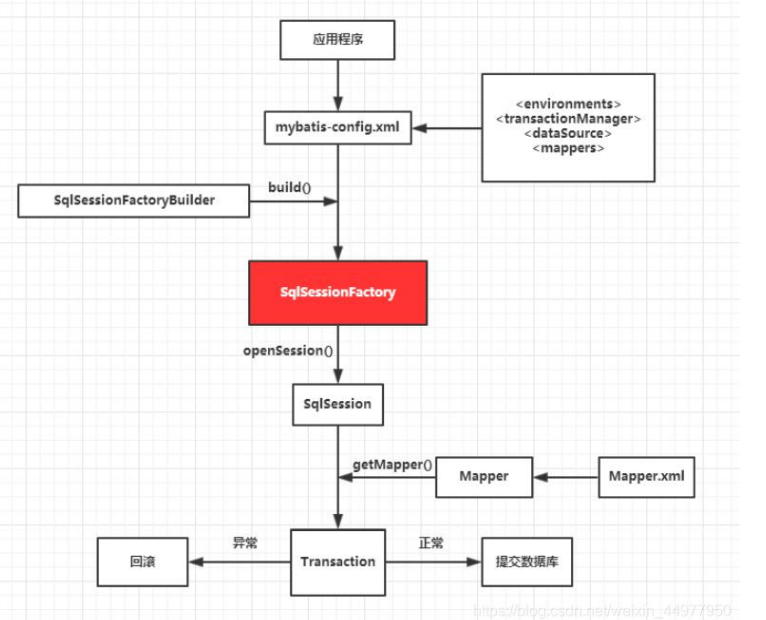 应用程序
mybatis-config.xml
<environments>
<transactionManager>
<dataSource>
<mappers>
SqlSessionFactoryBuilder
build()
SqlSessionFactory
openSession()
SqlSession
getMapper()
Mapper
Mapper.xml
回滚
异常
Transaction
正常
提交数据库
https://blog.csdn.net/weixin_44977950